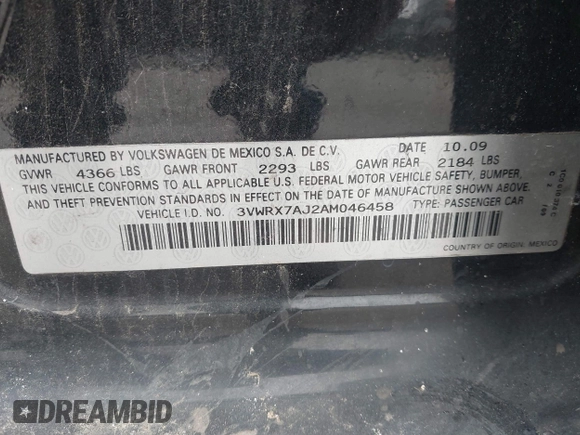 MANUFACTURED BY VOLKSWAGEN DE MEXICO S.A. DE C.V. DATE 10.09
GVWR 4366 LBS GAWR FRONT 2293 LBS GAWR REAR 2184 LBS
THIS VEHICLE CONFORMS TO ALL APPLICABLE U.S. FEDERAL MOTOR VEHICLE SAFETY, BUMPER,
AND THEFT PREVENTION STANDARDS IN EFFECT ON THE DATE OF MANUFACTURE SHOWN ABOVE.
VEHICLE I.D. NO. 3VWRX7AJ2AM046458 TYPE: PASSENGER CAR
COUNTRY OF ORIGIN: MEXICO
DREAMBID